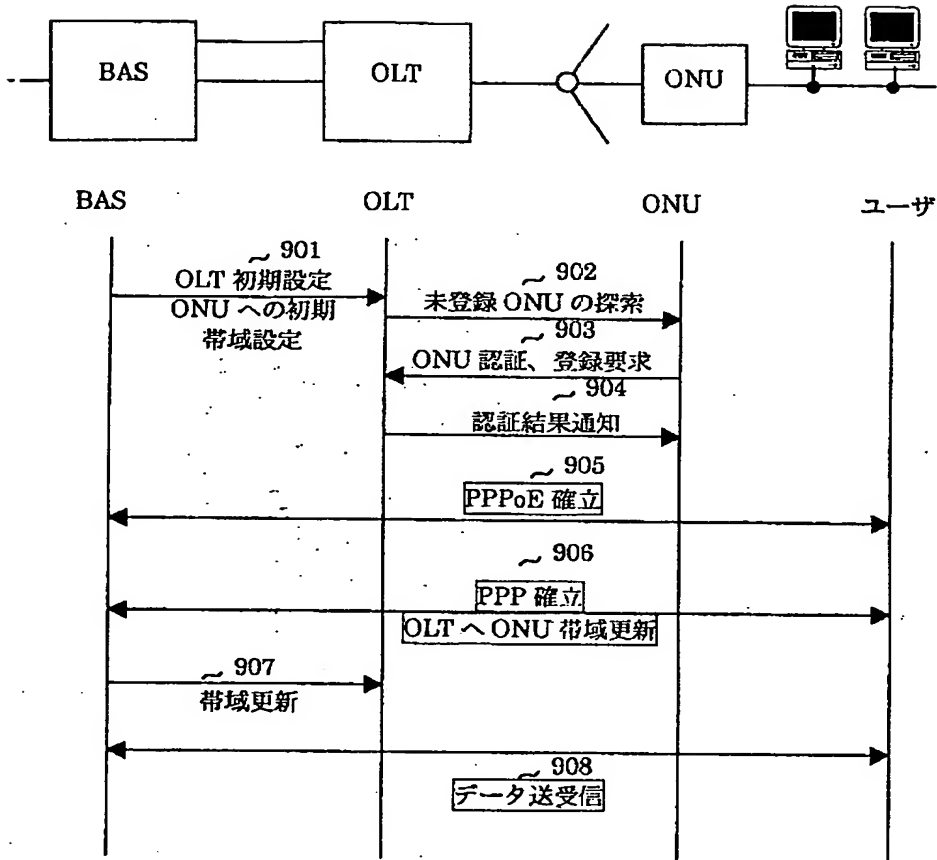 BAS
OLT
ONU
BAS
OLT
ONU
ユーザ
901
OLT 初期設定
ONU への初期
帯域設定
902
未登録 ONU の探索
903
ONU 認証、登録要求
904
認証結果通知
905
PPPoE 確立
906
PPP 確立
OLT へ ONU 帯域更新
907
帯域更新
908
データ送受信